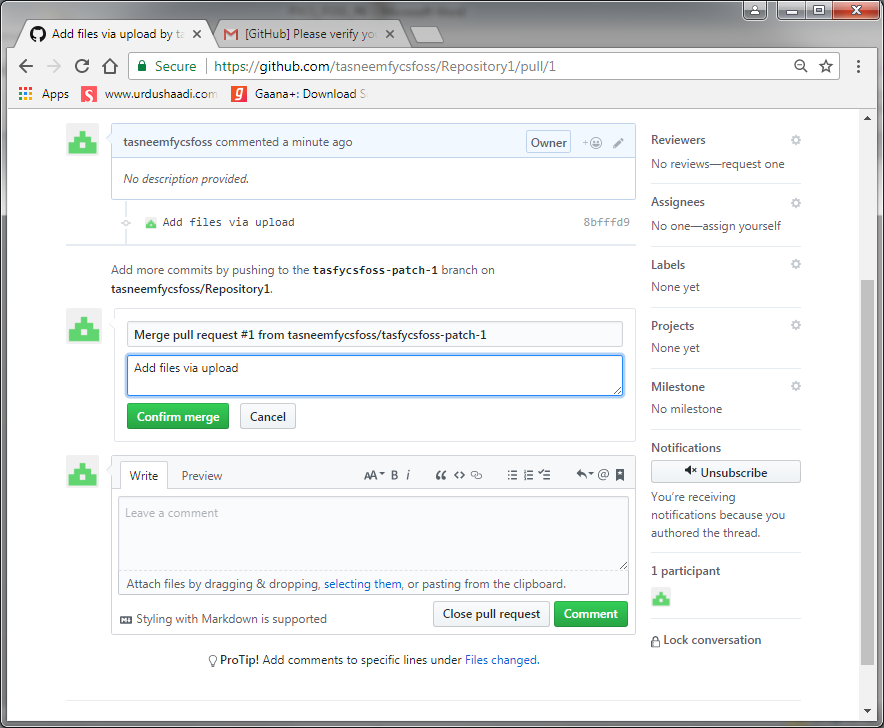 Add files via upload by ta
[GitHub] Please verify yo
Secure
https://github.com/tasneemfycsfoss/Repository1/pull/1
Apps
www.urdushaadi.com
Gaana+: Download S
tasneemfycsfoss commented a minute ago
Owner
No description provided.
Add files via upload
8bfffd9
Add more commits by pushing to the tasfycsfoss-patch-1 branch on
tasneemfycsfoss/Repository1.
Merge pull request #1 from tasneemfycsfoss/tasfycsfoss-patch-1
Add files via upload
Confirm merge
Cancel
Write
Preview
AA
B
i
Leave a comment
Attach files by dragging & dropping, selecting them, or pasting from the clipboard.
Styling with Markdown is supported
Close pull request
Comment
ProTip! Add comments to specific lines under Files changed.
Reviewers
No reviews—request one
Assignees
No one—assign yourself
Labels
None yet
Projects
None yet
Milestone
No milestone
Notifications
Unsubscribe
You're receiving
notifications because you
authored the thread.
1 participant
Lock conversation